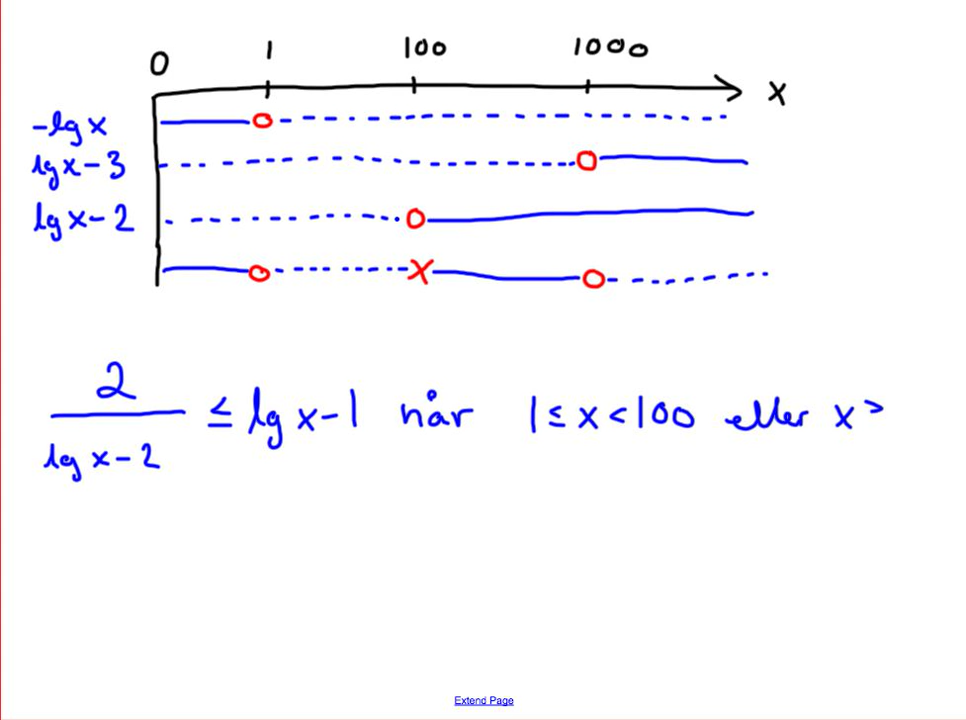 0 1 100 1000
x
-lg x
lg x - 3
lg x - 2
2/(lg x - 2) ≤ lg x - 1 når 1 ≤ x < 100 eller x >
Extend Page